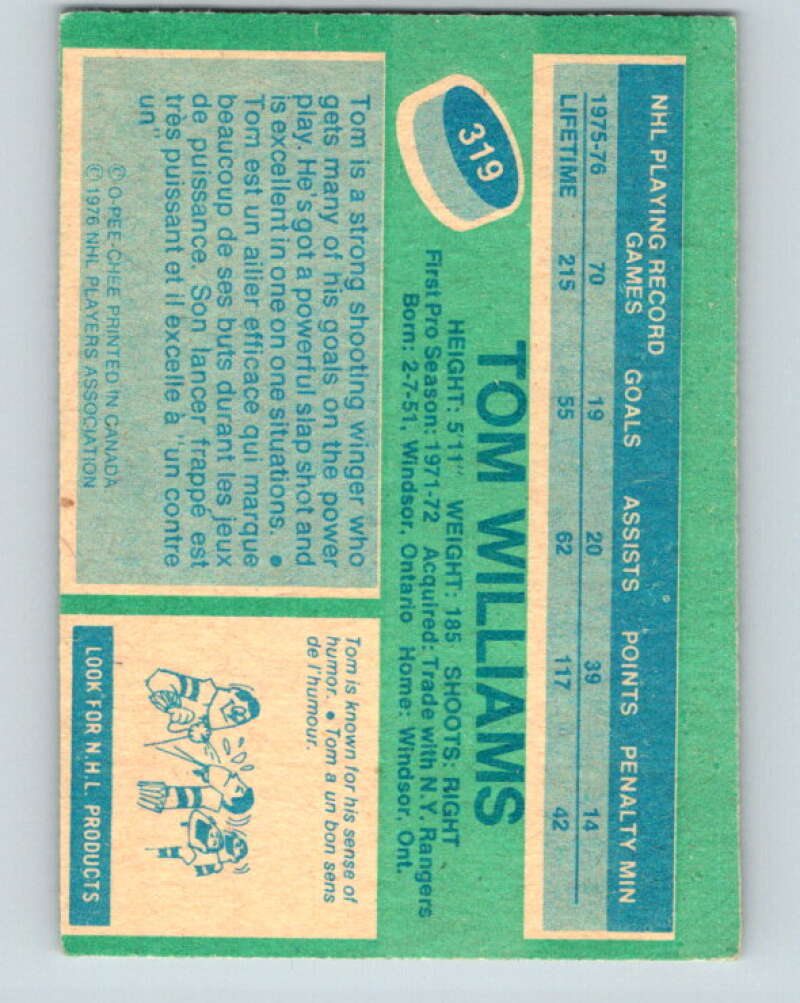 NHL PLAYING RECORD
GAMES GOALS ASSISTS POINTS PENALTY MIN
1975-76 70 19 20 39 14
LIFETIME 215 55 62 117 42
319
TOM WILLIAMS
HEIGHT: 5'11" WEIGHT: 185 SHOOTS: RIGHT
First Pro Season: 1971-72 Acquired: Trade with N.Y. Rangers
Born: 2-7-51, Windsor, Ontario Home: Windsor, Ont.
Tom is a strong shooting winger who
gets many of his goals on the power
play. He's got a powerful slap shot and
is excellent in one on one situations. •
Tom est un ailier efficace qui marque
beaucoup de ses buts durant les jeux
de puissance. Son lancer frappé est
très puissant et il excelle à "un contre
un"
© O-PEE-CHEE PRINTED IN CANADA
© 1976 NHL PLAYERS ASSOCIATION
Tom is known for his sense of
humor. • Tom a un bon sens
de l'humour.
LOOK FOR N.H.L. PRODUCTS